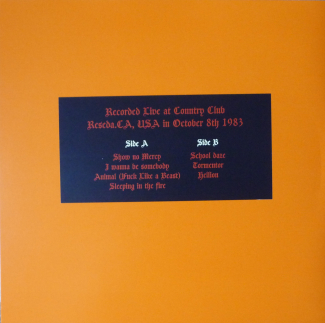 Recorded Live at Country Club
Reseda.CA, USA in October 8th 1983
Side A
Show no Mercy
I wanna be somebody
Animal (Fuck Like a Beast)
Sleeping in the fire
Side B
School daze
Tormentor
Hellion